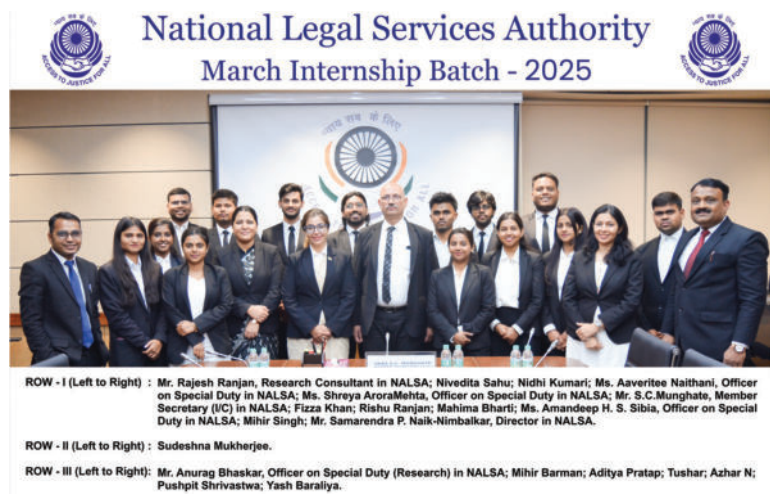 National Legal Services Authority
March Internship Batch - 2025
ACCESS TO JUSTICE FOR ALL
ACCESS TO JUSTICE FOR ALL
न्याय सब के लिए
FOR ALL
ROW - I (Left to Right) : Mr. Rajesh Ranjan, Research Consultant in NALSA; Nivedita Sahu; Nidhi Kumari; Ms. Aaveritee Naithani, Officer
on Special Duty in NALSA; Ms. Shreya AroraMehta, Officer on Special Duty in NALSA; Mr. S.C.Munghate, Member
Secretary (I/C) in NALSA; Fizza Khan; Rishu Ranjan; Mahima Bharti; Ms. Amandeep H. S. Sibia, Officer on Special
Duty in NALSA; Mihir Singh; Mr. Samarendra P. Naik-Nimbalkar, Director in NALSA.
ROW - II (Left to Right) : Sudeshna Mukherjee.
ROW - III (Left to Right): Mr. Anurag Bhaskar, Officer on Special Duty (Research) in NALSA; Mihir Barman; Aditya Pratap; Tushar; Azhar N;
Pushpit Shrivastwa; Yash Baraliya.